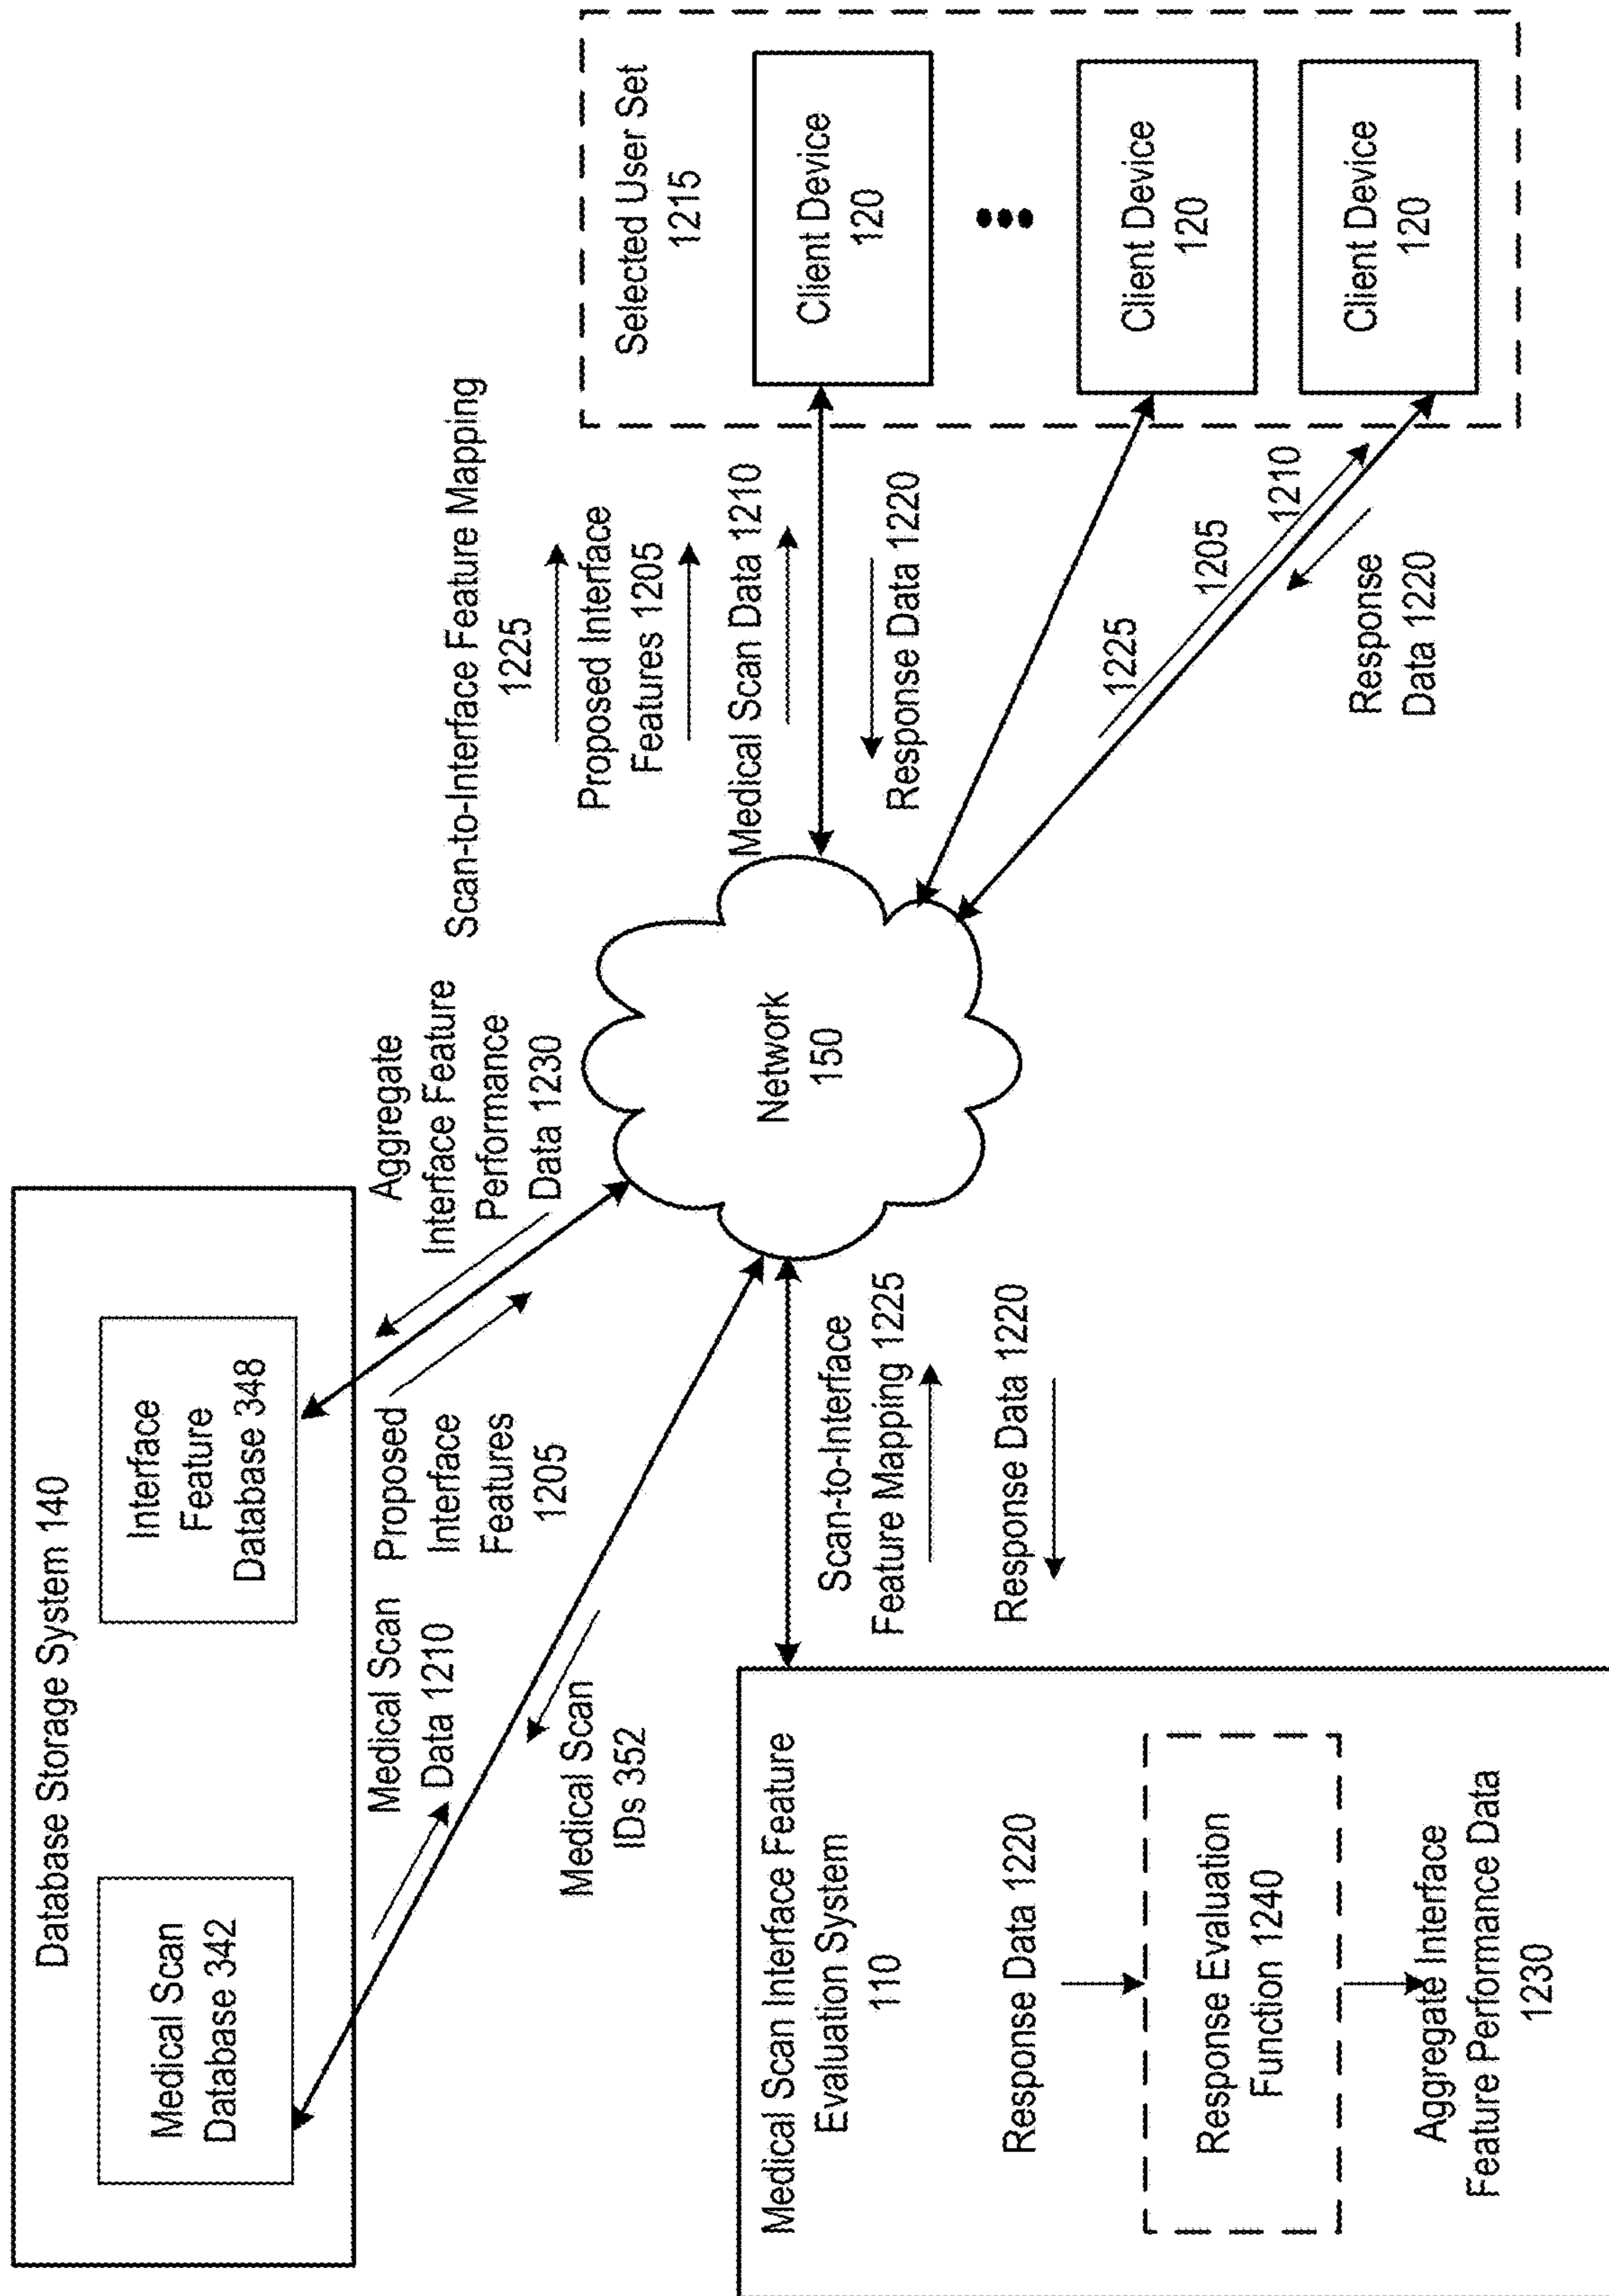 Database Storage System 140
Medical Scan
Database 342
Interface
Feature
Database 348
Medical Scan
Data 1210
Proposed
Interface
Features
1205
Aggregate
Interface Feature
Performance
Data 1230
Medical Scan
IDs 352
Scan-to-Interface Feature Mapping
1225
Proposed Interface
Features 1205
Medical Scan Data 1210
Response Data 1220
Selected User Set
1215
Client Device
120
Client Device
120
Client Device
120
Network
150
1225
1205
1210
Response
Data 1220
Scan-to-Interface
Feature Mapping 1225
Response Data 1220
Medical Scan Interface Feature
Evaluation System
110
Response Data 1220
Response Evaluation
Function 1240
Aggregate Interface
Feature Performance Data
1230